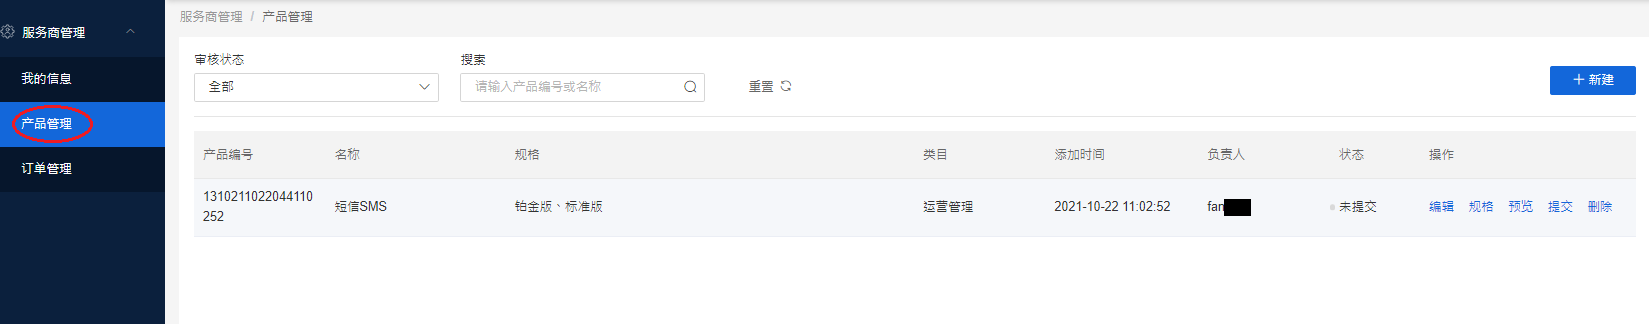 服务商管理
我的信息
产品管理
订单管理
服务商管理 / 产品管理
审核状态
搜索
全部
请输入产品编号或名称
重置
新建
产品编号 名称 规格 类目 添加时间 负责人 状态 操作
1310211022044110
252
短信SMS 铂金版、标准版 运营管理 2021-10-22 11:02:52 fan 未提交 编辑 规格 预览 提交 删除